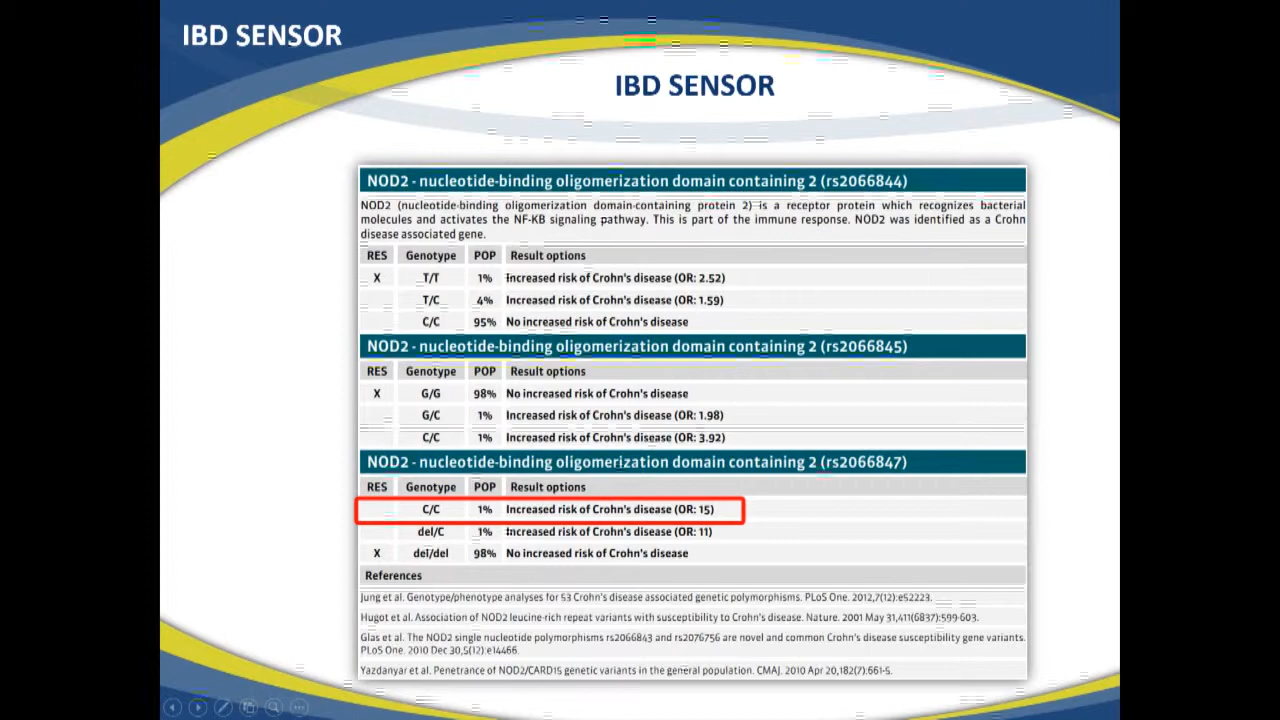 IBD SENSOR
IBD SENSOR
NOD2 - nucleotide-binding oligomerization domain containing 2 (rs2066844)
NOD2 (nucleotide-binding oligomerization domain-containing protein 2) is a receptor protein which recognizes bacterial
molecules and activates the NF-KB signaling pathway. This is part of the immune response. NOD2 was identified as a Crohn
disease associated gene.
RES Genotype POP Result options
X T/T 1% Increased risk of Crohn's disease (OR: 2.52)
T/C 4% Increased risk of Crohn's disease (OR: 1.59)
C/C 95% No increased risk of Crohn's disease
NOD2 - nucleotide-binding oligomerization domain containing 2 (rs2066845)
RES Genotype POP Result options
X G/G 98% No increased risk of Crohn's disease
G/C 1% Increased risk of Crohn's disease (OR: 1.98)
C/C 1% Increased risk of Crohn's disease (OR: 3.92)
NOD2 - nucleotide-binding oligomerization domain containing 2 (rs2066847)
RES Genotype POP Result options
C/C 1% Increased risk of Crohn's disease (OR: 15)
del/C 1% Increased risk of Crohn's disease (OR: 11)
X del/del 98% No increased risk of Crohn's disease
References
Jung et al. Genotype/phenotype analyses for 53 Crohn's disease associated genetic polymorphisms. PLoS One. 2012,7(12):e52223.
Hugot et al. Association of NOD2 leucine-rich repeat variants with susceptibility to Crohn's disease. Nature. 2001 May 31,411(6837):599-603.
Glas et al. The NOD2 single nucleotide polymorphisms rs2066843 and rs2076756 are novel and common Crohn's disease susceptibility gene variants.
PLoS One. 2010 Dec 30,5(12):e14466.
Yazdanyar et al. Penetrance of NOD2/CARD15 genetic variants in the general population. CMAJ. 2010 Apr 20,182(7):661-5.